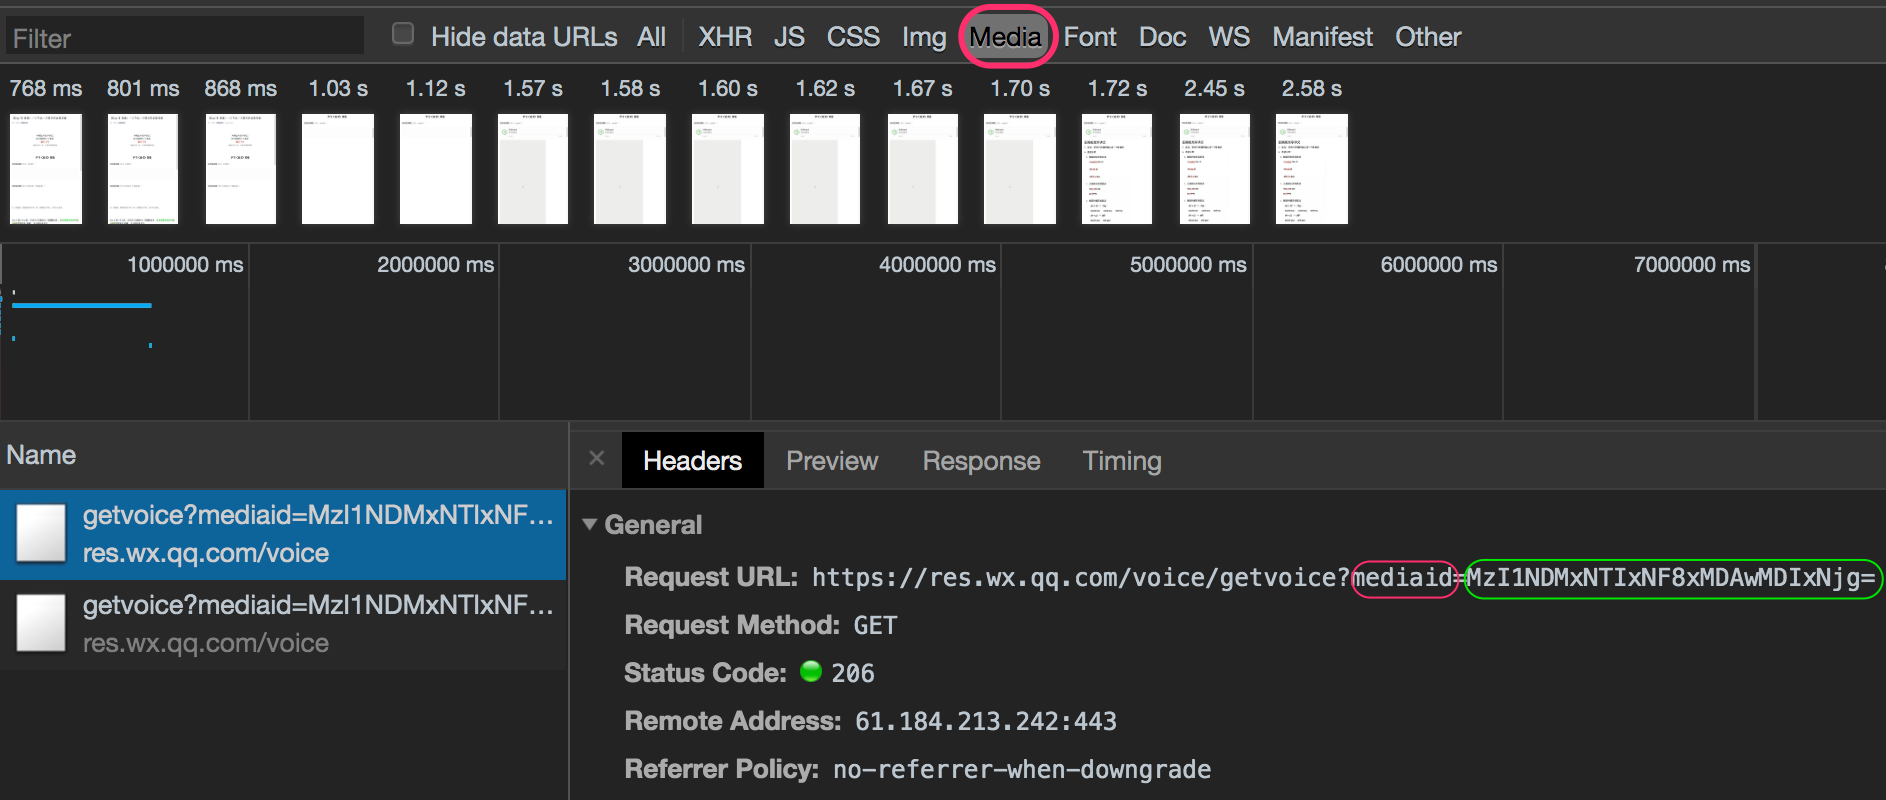 Filter Hide data URLs All XHR JS CSS Img Media Font Doc WS Manifest Other
768 ms 801 ms 868 ms 1.03 s 1.12 s 1.57 s 1.58 s 1.60 s 1.62 s 1.67 s 1.70 s 1.72 s 2.45 s 2.58 s
1000000 ms 2000000 ms 3000000 ms 4000000 ms 5000000 ms 6000000 ms 7000000 ms
Name
× Headers Preview Response Timing
getvoice?mediaid=MzI1NDMxNTIxNF...
res.wx.qq.com/voice
getvoice?mediaid=MzI1NDMxNTIxNF...
res.wx.qq.com/voice
General
Request URL: https://res.wx.qq.com/voice/getvoice?mediaid=MzI1NDMxNTIxNF8xMDAwMDIxNjg=
Request Method: GET
Status Code: 206
Remote Address: 61.184.213.242:443
Referrer Policy: no-referrer-when-downgrade